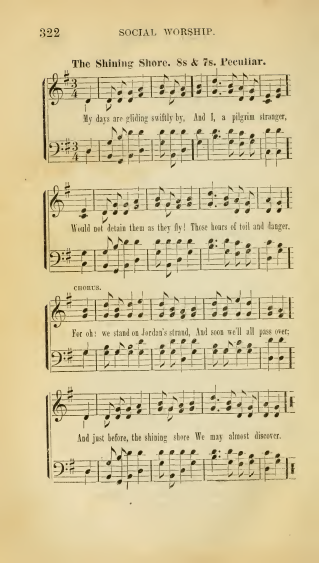 322 SOCIAL WORSHIP.
The Shining Shore. 8s & 7s. Peculiar.
My days are gliding swiftly by, And I, a pilgrim stranger,
Would not detain them as they fly! Those hours of toil and danger.
CHORUS.
For oh! we stand on Jordan's strand, And soon we'll all pass over;
And just before, the shining shore We may almost discover.